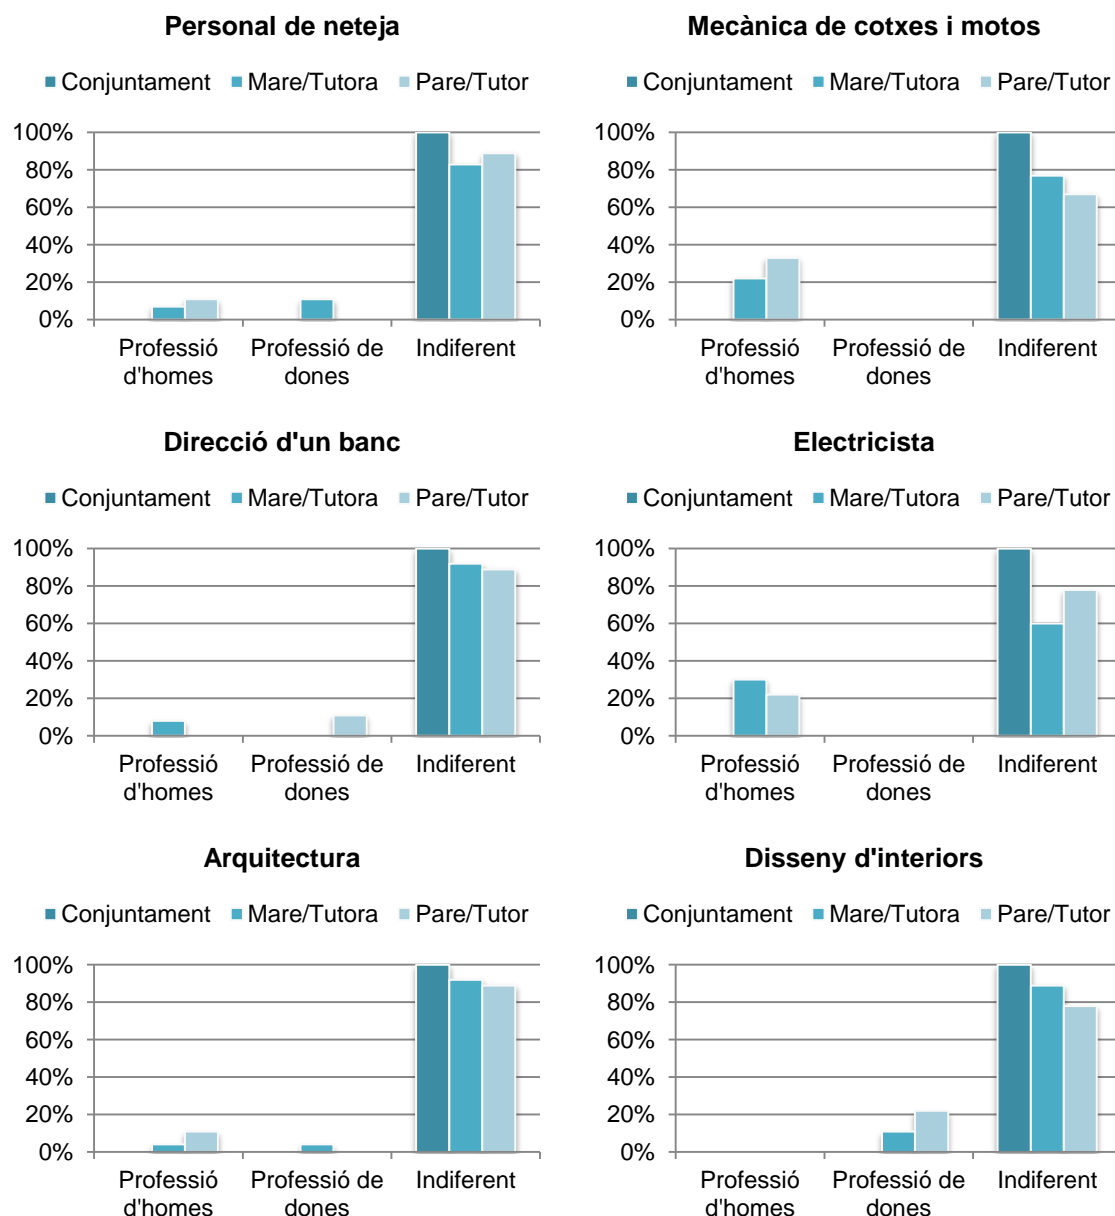 Personal de neteja
Conjuntament Mare/Tutora Pare/Tutor
100%
80%
60%
40%
20%
0%
Professió d'homes
Professió de dones
Indiferent
Mecànica de cotxes i motos
Conjuntament Mare/Tutora Pare/Tutor
100%
80%
60%
40%
20%
0%
Professió d'homes
Professió de dones
Indiferent
Direcció d'un banc
Conjuntament Mare/Tutora Pare/Tutor
100%
80%
60%
40%
20%
0%
Professió d'homes
Professió de dones
Indiferent
Electricista
Conjuntament Mare/Tutora Pare/Tutor
100%
80%
60%
40%
20%
0%
Professió d'homes
Professió de dones
Indiferent
Arquitectura
Conjuntament Mare/Tutora Pare/Tutor
100%
80%
60%
40%
20%
0%
Professió d'homes
Professió de dones
Indiferent
Disseny d'interiors
Conjuntament Mare/Tutora Pare/Tutor
100%
80%
60%
40%
20%
0%
Professió d'homes
Professió de dones
Indiferent